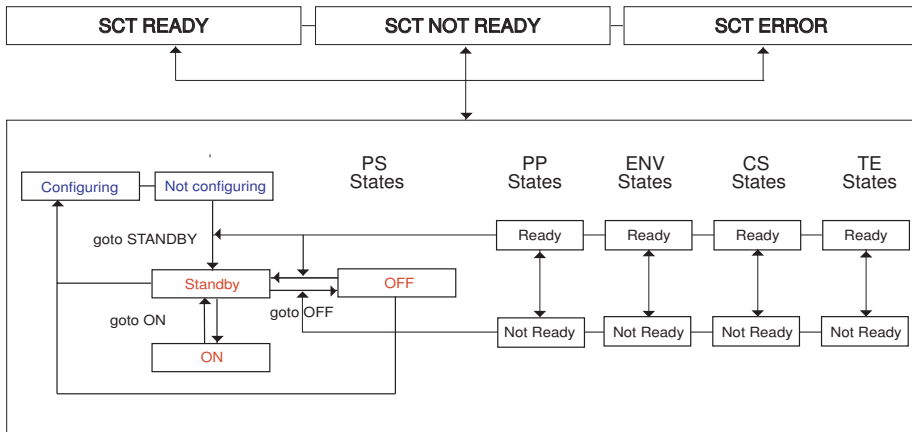 SCT READY
SCT NOT READY
SCT ERROR
PS
States
PP
States
ENV
States
CS
States
TE
States
Configuring
Not configuring
goto STANDBY
Ready
Ready
Ready
Ready
Standby
OFF
goto ON
goto OFF
Not Ready
Not Ready
Not Ready
Not Ready
ON